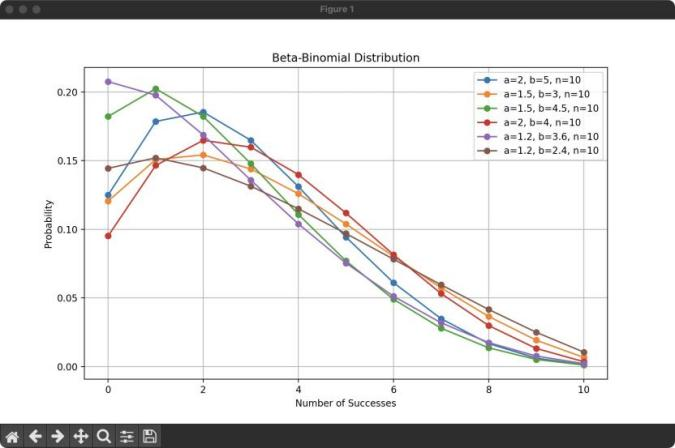 Figure 1
Beta-Binomial Distribution
a=2, b=5, n=10
a=1.5, b=3, n=10
a=1.5, b=4.5, n=10
a=2, b=4, n=10
a=1.2, b=3.6, n=10
a=1.2, b=2.4, n=10
Probability
0.20
0.15
0.10
0.05
0.00
0 2 4 6 8 10
Number of Successes